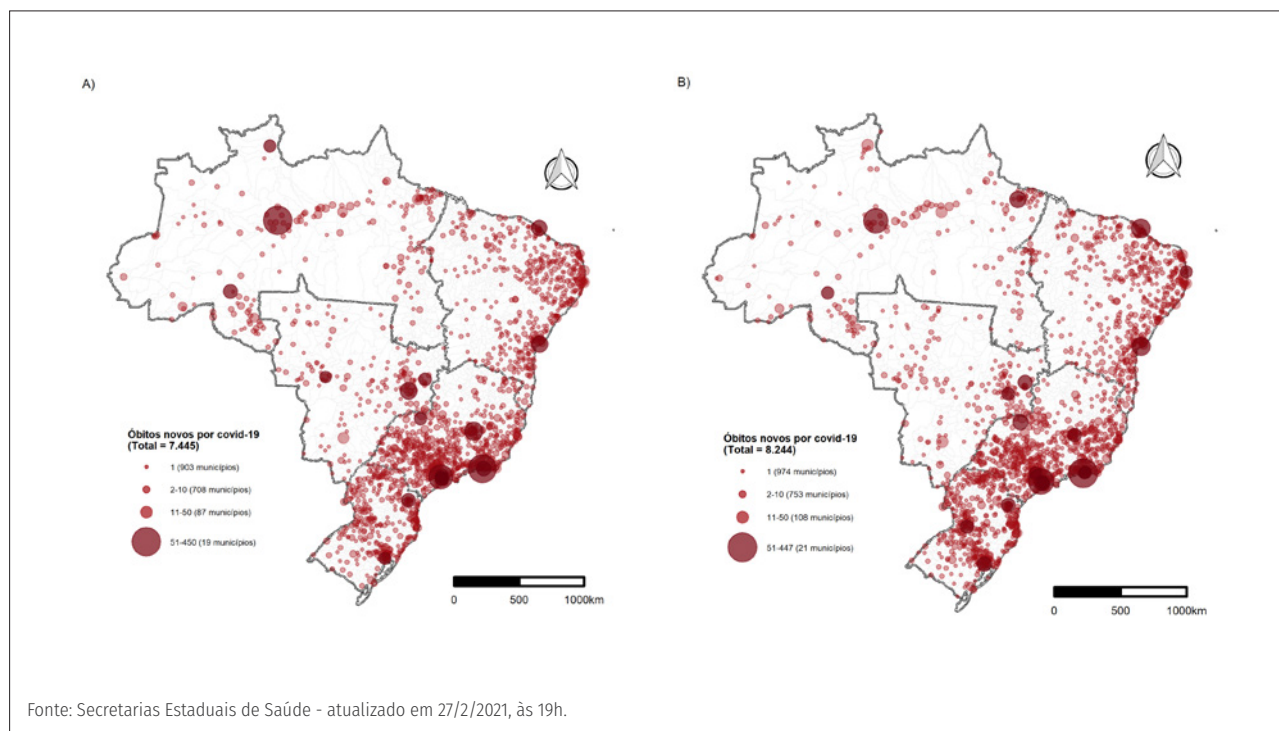 A)
Óbitos novos por covid-19
(Total = 7.445)
1 (903 municípios)
2-10 (708 municípios)
11-50 (87 municípios)
51-450 (19 municípios)
0 500 1000km
B)
Óbitos novos por covid-19
(Total = 8.244)
1 (974 municípios)
2-10 (753 municípios)
11-50 (108 municípios)
51-447 (21 municípios)
0 500 1000km
Fonte: Secretarias Estaduais de Saúde - atualizado em 27/2/2021, às 19h.